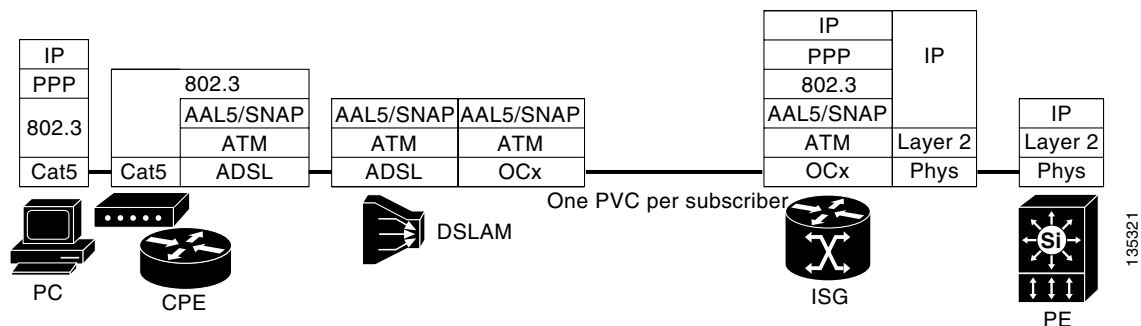 IP
PPP
802.3
Cat5
802.3
AAL5/SNAP
ATM
Cat5
ADSL
AAL5/SNAP
AAL5/SNAP
ATM
ATM
ADSL
OCx
One PVC per subscriber
IP
PPP
802.3
AAL5/SNAP
ATM
OCx
IP
Layer 2
Phys
IP
Layer 2
Phys
PC
CPE
DSLAM
ISG
Si
PE
135321